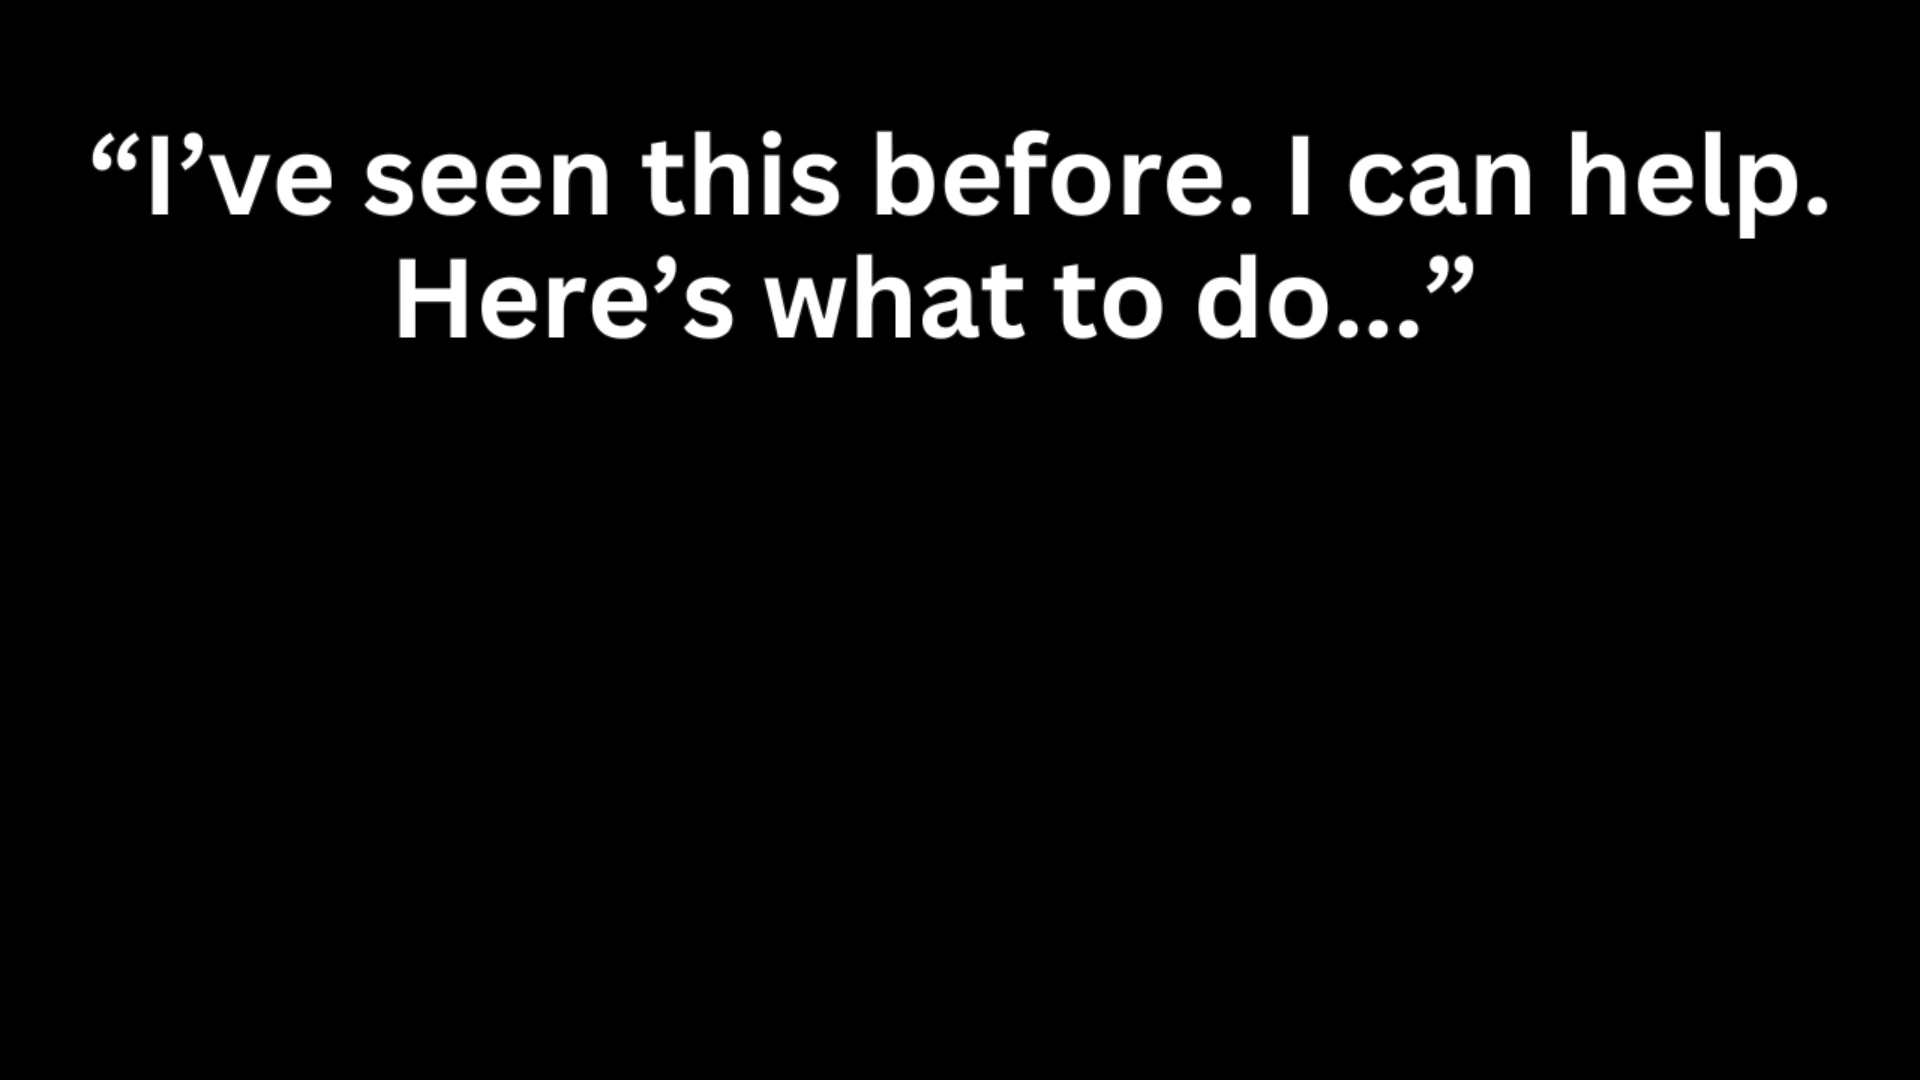 “I’ve seen this before. I can help.
Here’s what to do...”